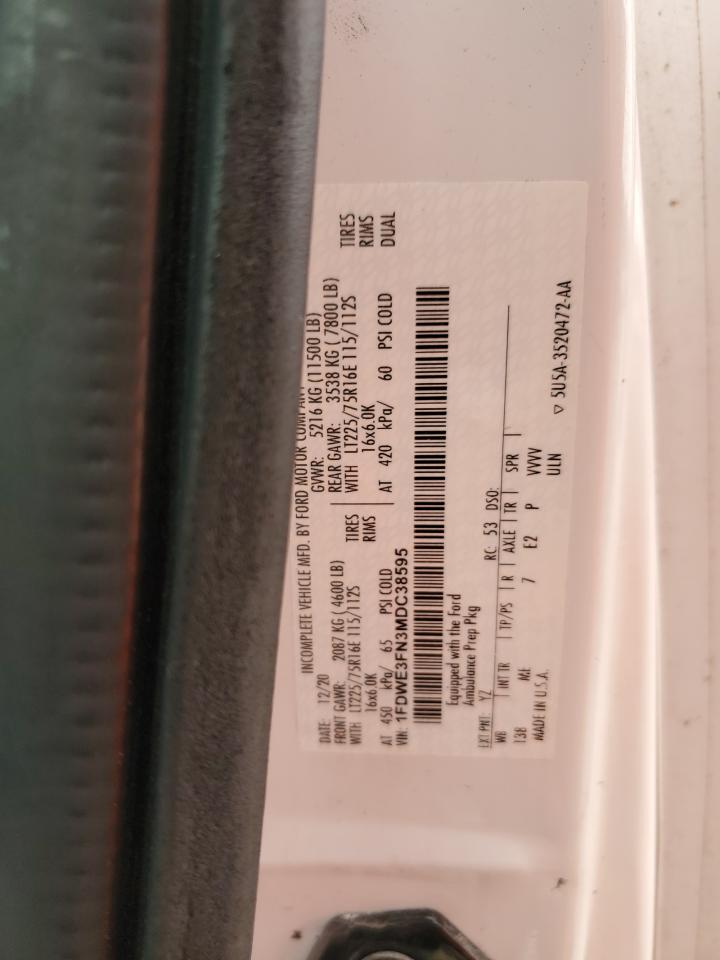 INCOMPLETE VEHICLE MFD. BY FORD MOTOR COMPANY
DATE: 12/20 GVWR: 5216 KG (11500 LB)
FRONT GAWR: 2087 KG (4600 LB) REAR GAWR: 3538 KG (7800 LB)
WITH LT225/75R16E 115/112S TIRES WITH LT225/75R16E 115/112S TIRES
16x6.0K RIMS 16x6.0K RIMS
AT 450 kPa/ 65 PSI COLD AT 420 kPa/ 60 PSI COLD DUAL
VIN: 1FDWE3FN3MDC38595
Equipped with the Ford
Ambulance Prep Pkg
EXT PNT: YZ RC: 53 DSO:
WB INT TR TP/PS R AXLE TR SPR
138 ME 7 E2 P VVVV
MADE IN U.S.A. ULN
▽ 5U5A-3520472-AA